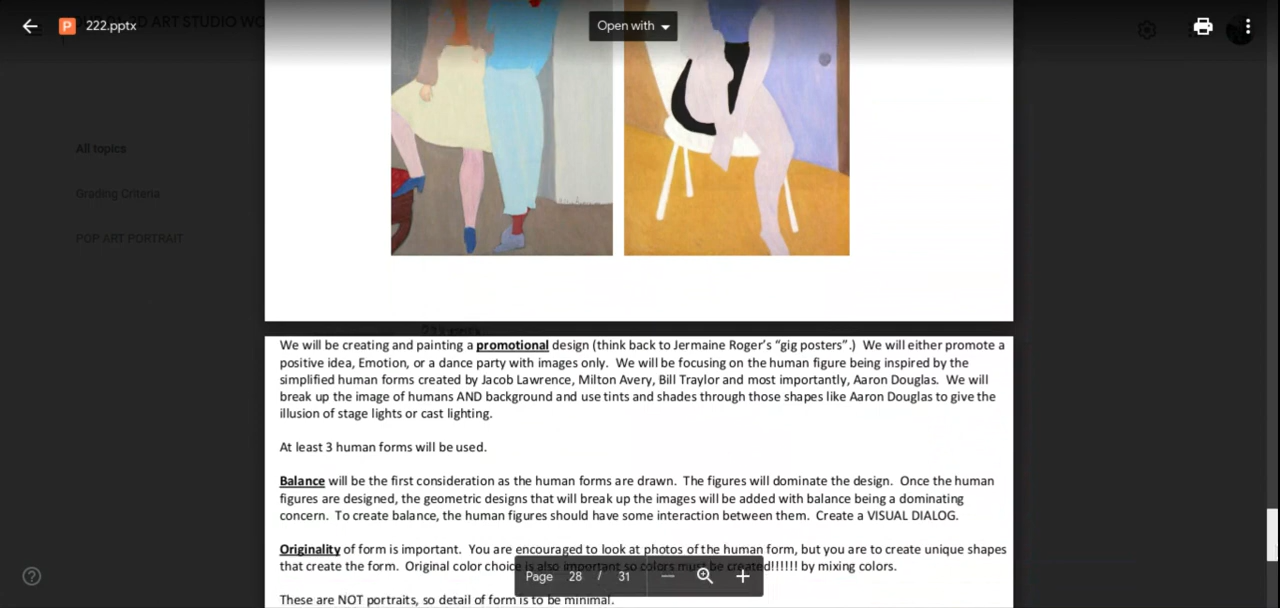 222.pptx
Open with
All topics
Grading Criteria
POP ART PORTRAIT
We will be creating and painting a promotional design (think back to Jermaine Roger's "gig posters".)  We will either promote a
positive idea, Emotion, or a dance party with images only.  We will be focusing on the human figure being inspired by the
simplified human forms created by Jacob Lawrence, Milton Avery, Bill Traylor and most importantly, Aaron Douglas.  We will
break up the image of humans AND background and use tints and shades through those shapes like Aaron Douglas to give the
illusion of stage lights or cast lighting.
At least 3 human forms will be used.
Balance will be the first consideration as the human forms are drawn.  The figures will dominate the design.  Once the human
figures are designed, the geometric designs that will break up the images will be added with balance being a dominating
concern.  To create balance, the human figures should have some interaction between them.  Create a VISUAL DIALOG.
Originality of form is important.  You are encouraged to look at photos of the human form, but you are to create unique shapes
that create the form.  Original color choice is also important so colors must be created!!!!!! by mixing colors.
Page 28 / 31
These are NOT portraits, so detail of form is to be minimal.